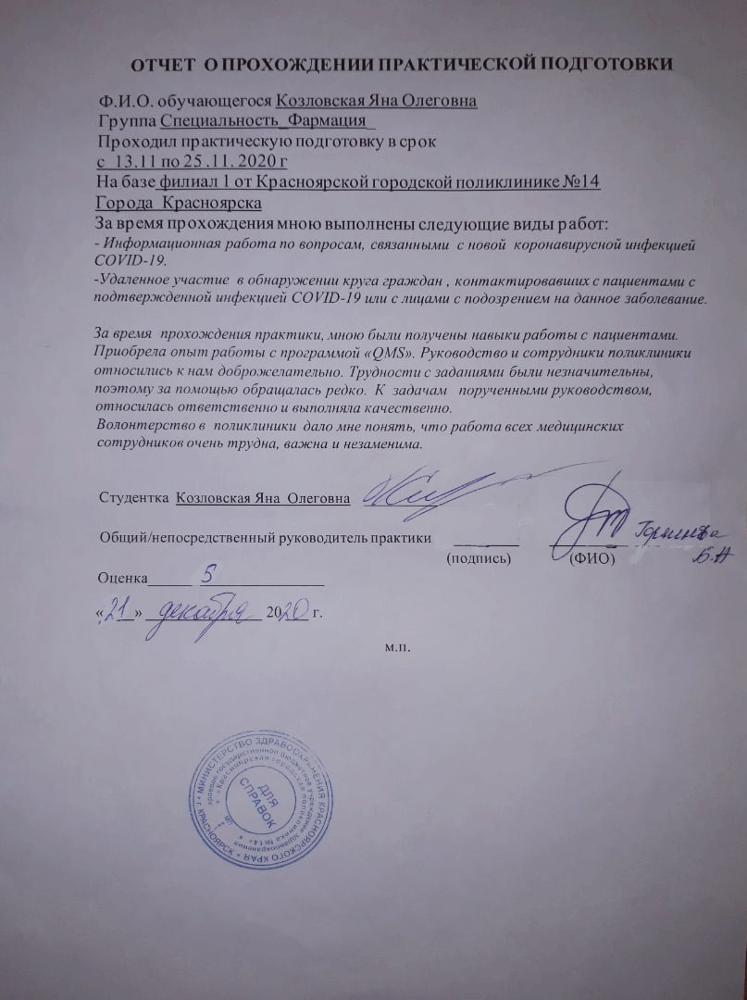 ОТЧЕТ О ПРОХОЖДЕНИИ ПРАКТИЧЕСКОЙ ПОДГОТОВКИ
Ф.И.О. обучающегося Козловская Яна Олеговна
Группа Специальность_Фармация_
Проходил практическую подготовку в срок
с 13.11 по 25 .11. 2020 г
На базе филиал 1 от Красноярской городской поликлинике №14
Города Красноярска
За время прохождения мною выполнены следующие виды работ:
- Информационная работа по вопросам, связанными с новой коронавирусной инфекцией
COVID-19.
-Удаленное участие в обнаружении круга граждан , контактировавших с пациентами с
подтвержденной инфекцией COVID-19 или с лицами с подозрением на данное заболевание.
За время прохождения практики, мною были получены навыки работы с пациентами.
Приобрела опыт работы с программой «QMS». Руководство и сотрудники поликлиники
относились к нам доброжелательно. Трудности с заданиями были незначительны,
поэтому за помощью обращалась редко. К задачам порученными руководством,
относилась ответственно и выполняла качественно.
Волонтерство в поликлиники дало мне понять, что работа всех медицинских
сотрудников очень трудна, важна и незаменима.
Студентка Козловская Яна Олеговна
Общий/непосредственный руководитель практики
(подпись) (ФИО)
Оценка 5
«21» декабря 2020 г.
м.п.
МИНИСТЕРСТВО ЗДРАВООХРАНЕНИЯ КРАСНОЯРСКОГО КРАЯ * Г. КРАСНОЯРСК *
краевое государственное бюджетное учреждение здравоохранения
«Красноярская городская поликлиника №14»
ДЛЯ
СПРАВОК